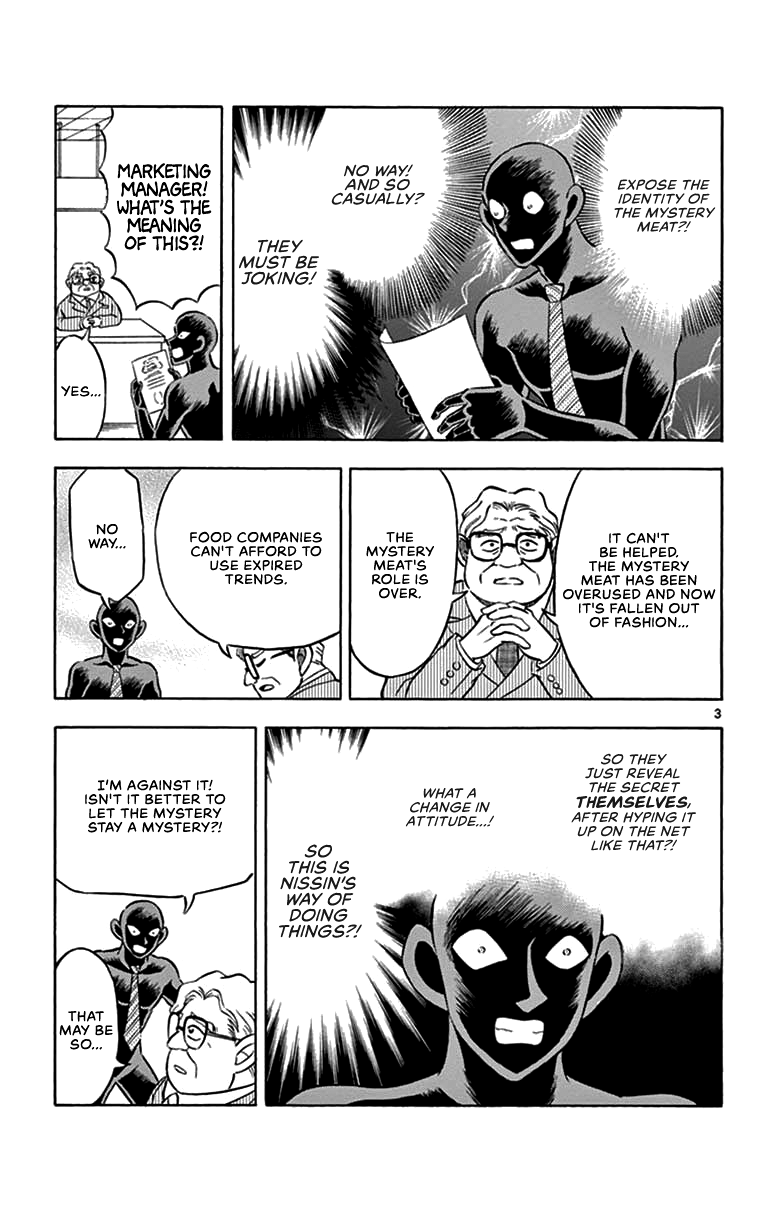 EXPOSE THE
IDENTITY OF
THE MYSTERY
MEAT?!
NO WAY!
AND SO
CASUALLY?
THEY
MUST BE
JOKING!
MARKETING
MANAGER!
WHAT'S THE
MEANING
OF THIS?!
YES...
IT CAN'T
BE HELPED.
THE MYSTERY
MEAT HAS BEEN
OVERUSED AND NOW
IT'S FALLEN OUT
OF FASHION...
THE
MYSTERY
MEAT'S
ROLE IS
OVER.
FOOD COMPANIES
CAN'T AFFORD TO
USE EXPIRED
TRENDS.
NO
WAY...
3
SO THEY
JUST REVEAL
THE SECRET
THEMSELVES,
AFTER HYPING IT
UP ON THE NET
LIKE THAT?!
WHAT A
CHANGE IN
ATTITUDE...!
SO
THIS IS
NISSIN'S
WAY OF
DOING
THINGS?!
I'M AGAINST IT!
ISN'T IT BETTER TO
LET THE MYSTERY
STAY A MYSTERY?!
THAT
MAY BE
SO...